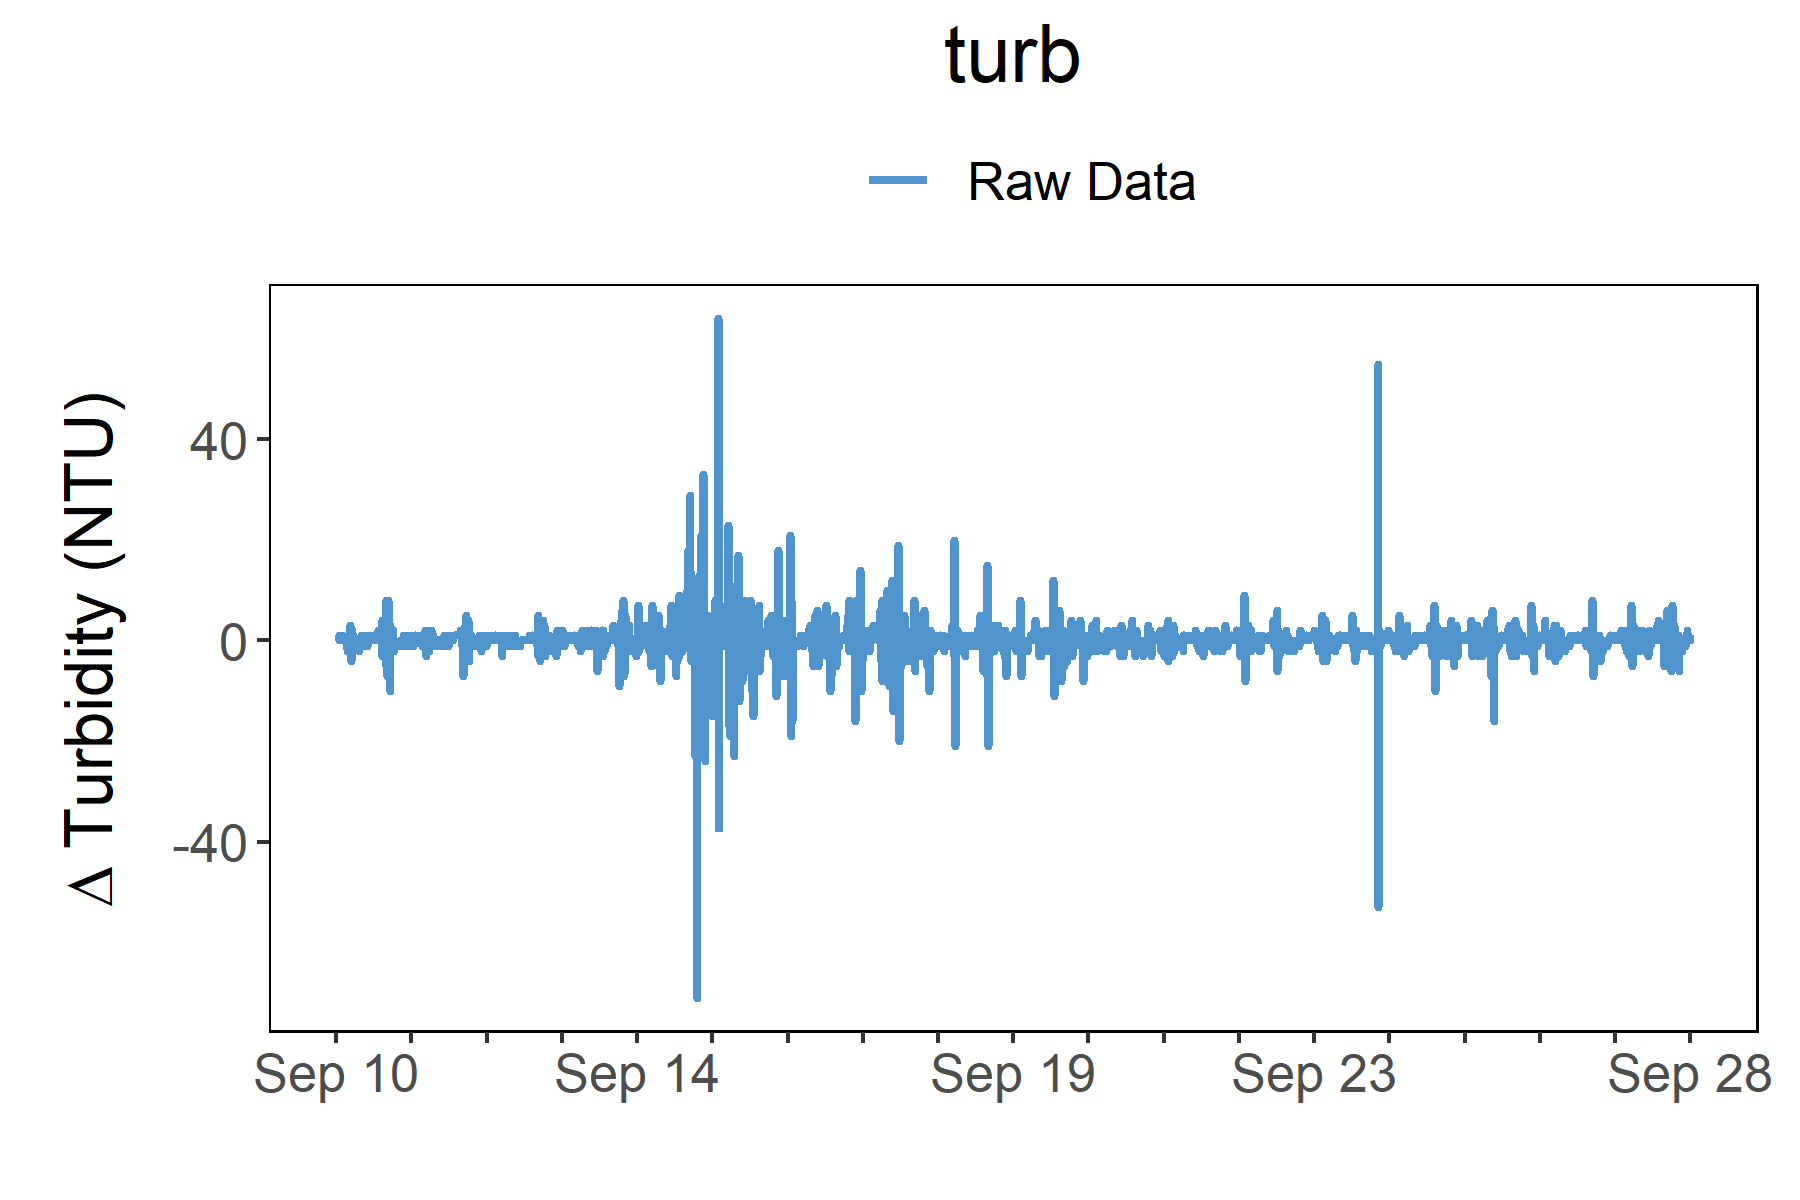 turb
Raw Data
Δ Turbidity (NTU)
40
0
-40
Sep 10 Sep 14 Sep 19 Sep 23 Sep 28